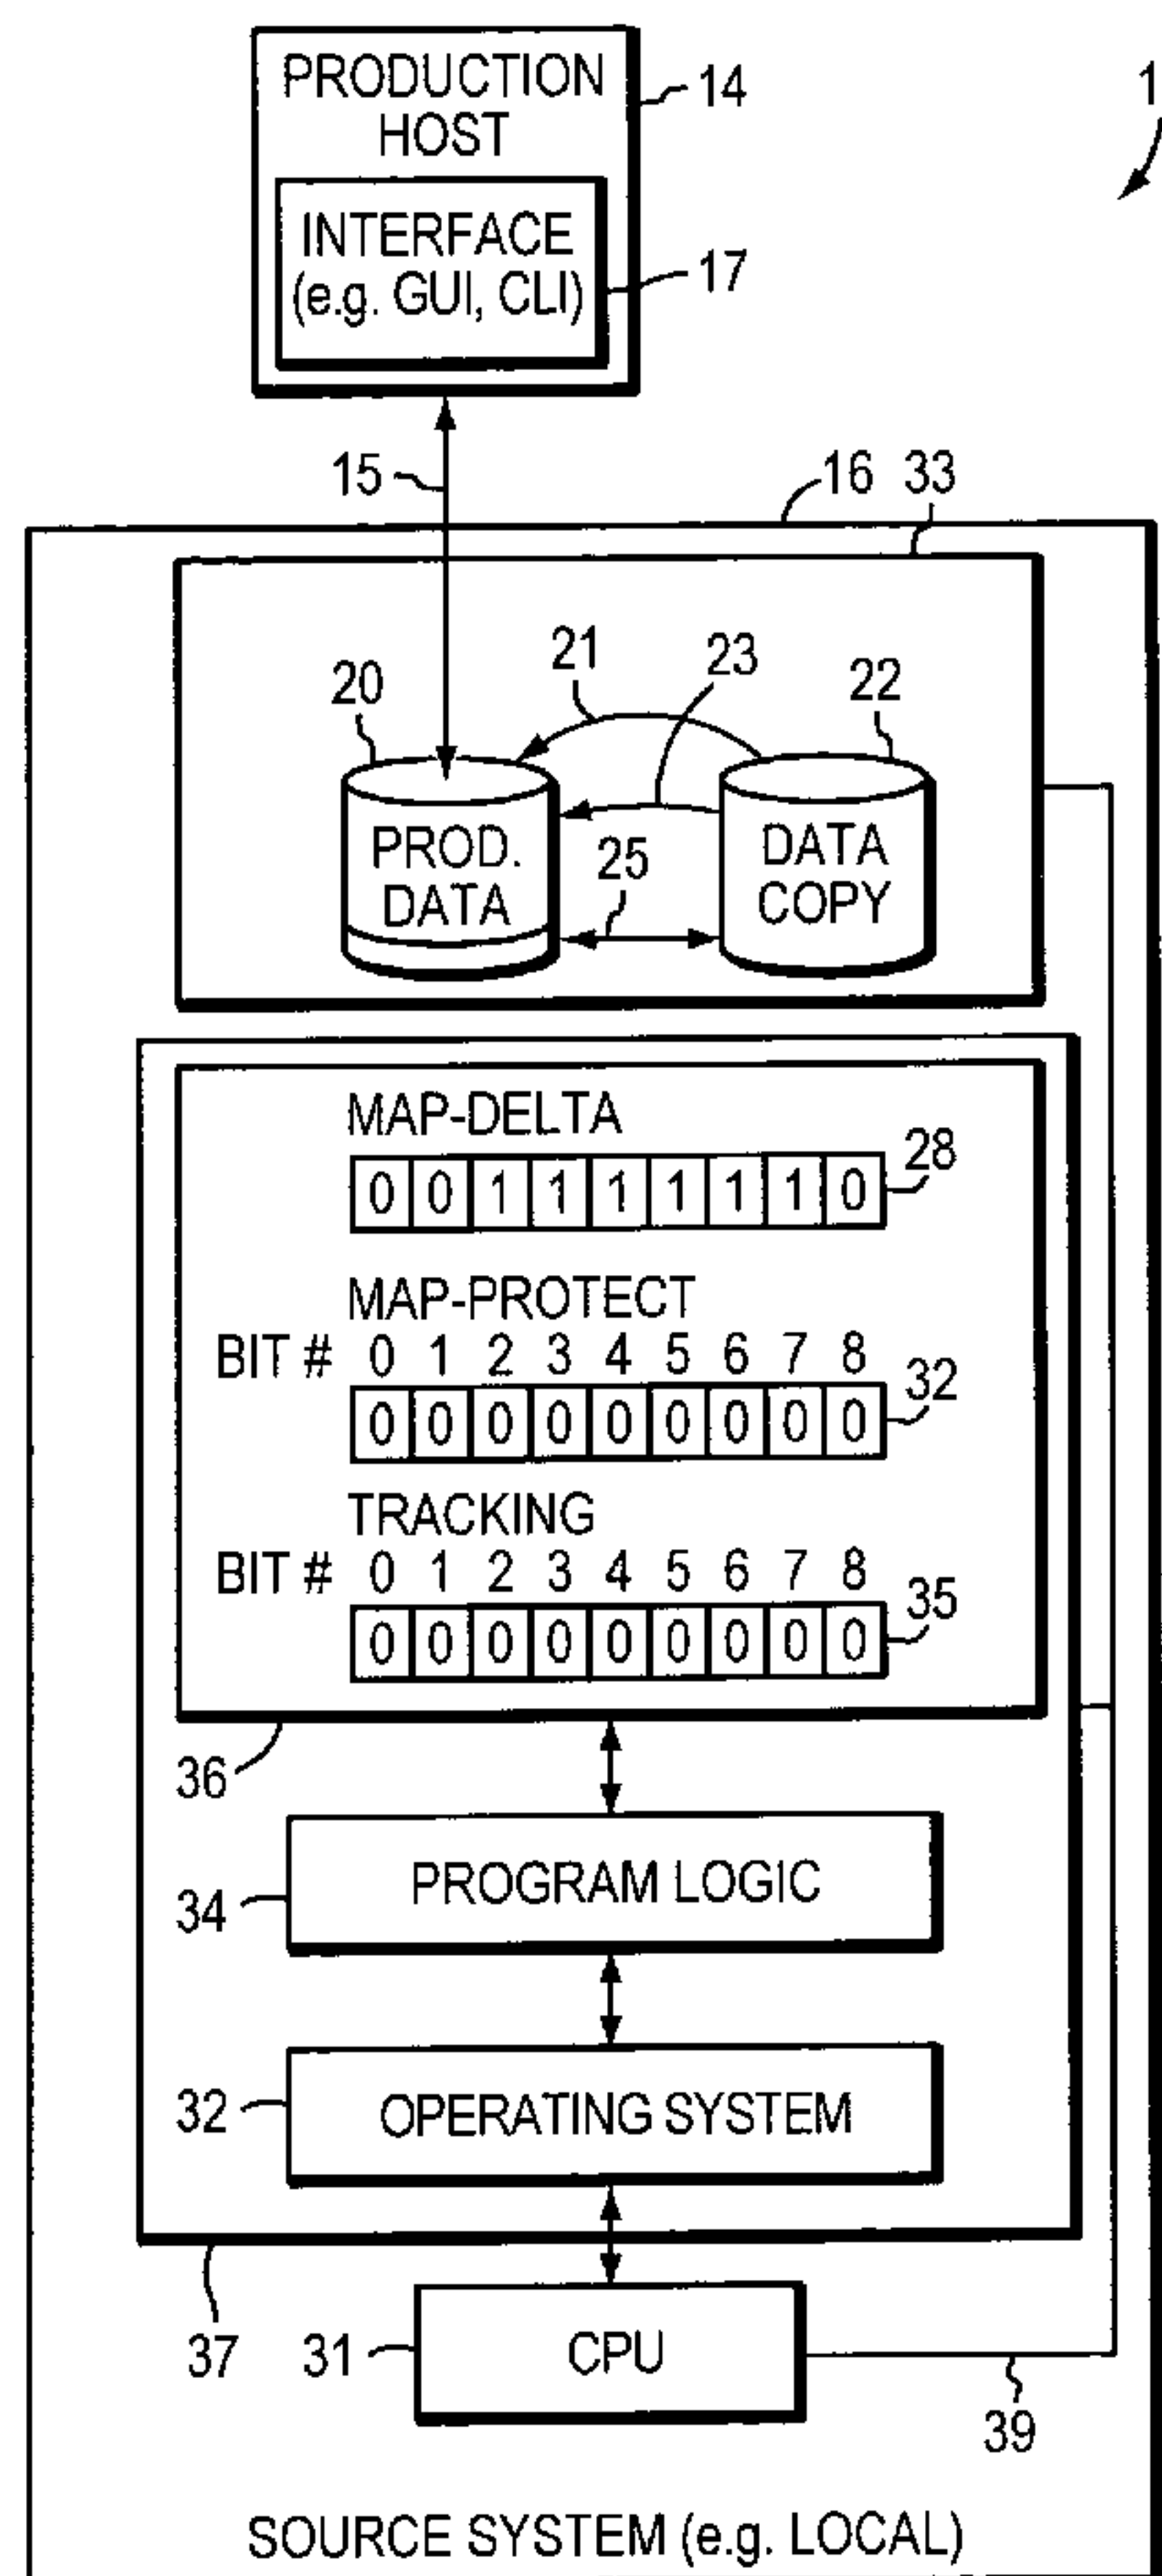 PRODUCTION
HOST
14
1
INTERFACE
(e.g. GUI, CLI)
17
15
16
33
21
23
20
22
PROD.
DATA
25
DATA
COPY
MAP-DELTA
0 0 1 1 1 1 1 1 0
28
MAP-PROTECT
BIT # 0 1 2 3 4 5 6 7 8
0 0 0 0 0 0 0 0 0
32
TRACKING
BIT # 0 1 2 3 4 5 6 7 8
0 0 0 0 0 0 0 0 0
35
36
PROGRAM LOGIC
34
OPERATING SYSTEM
32
37
31
CPU
39
SOURCE SYSTEM (e.g. LOCAL)